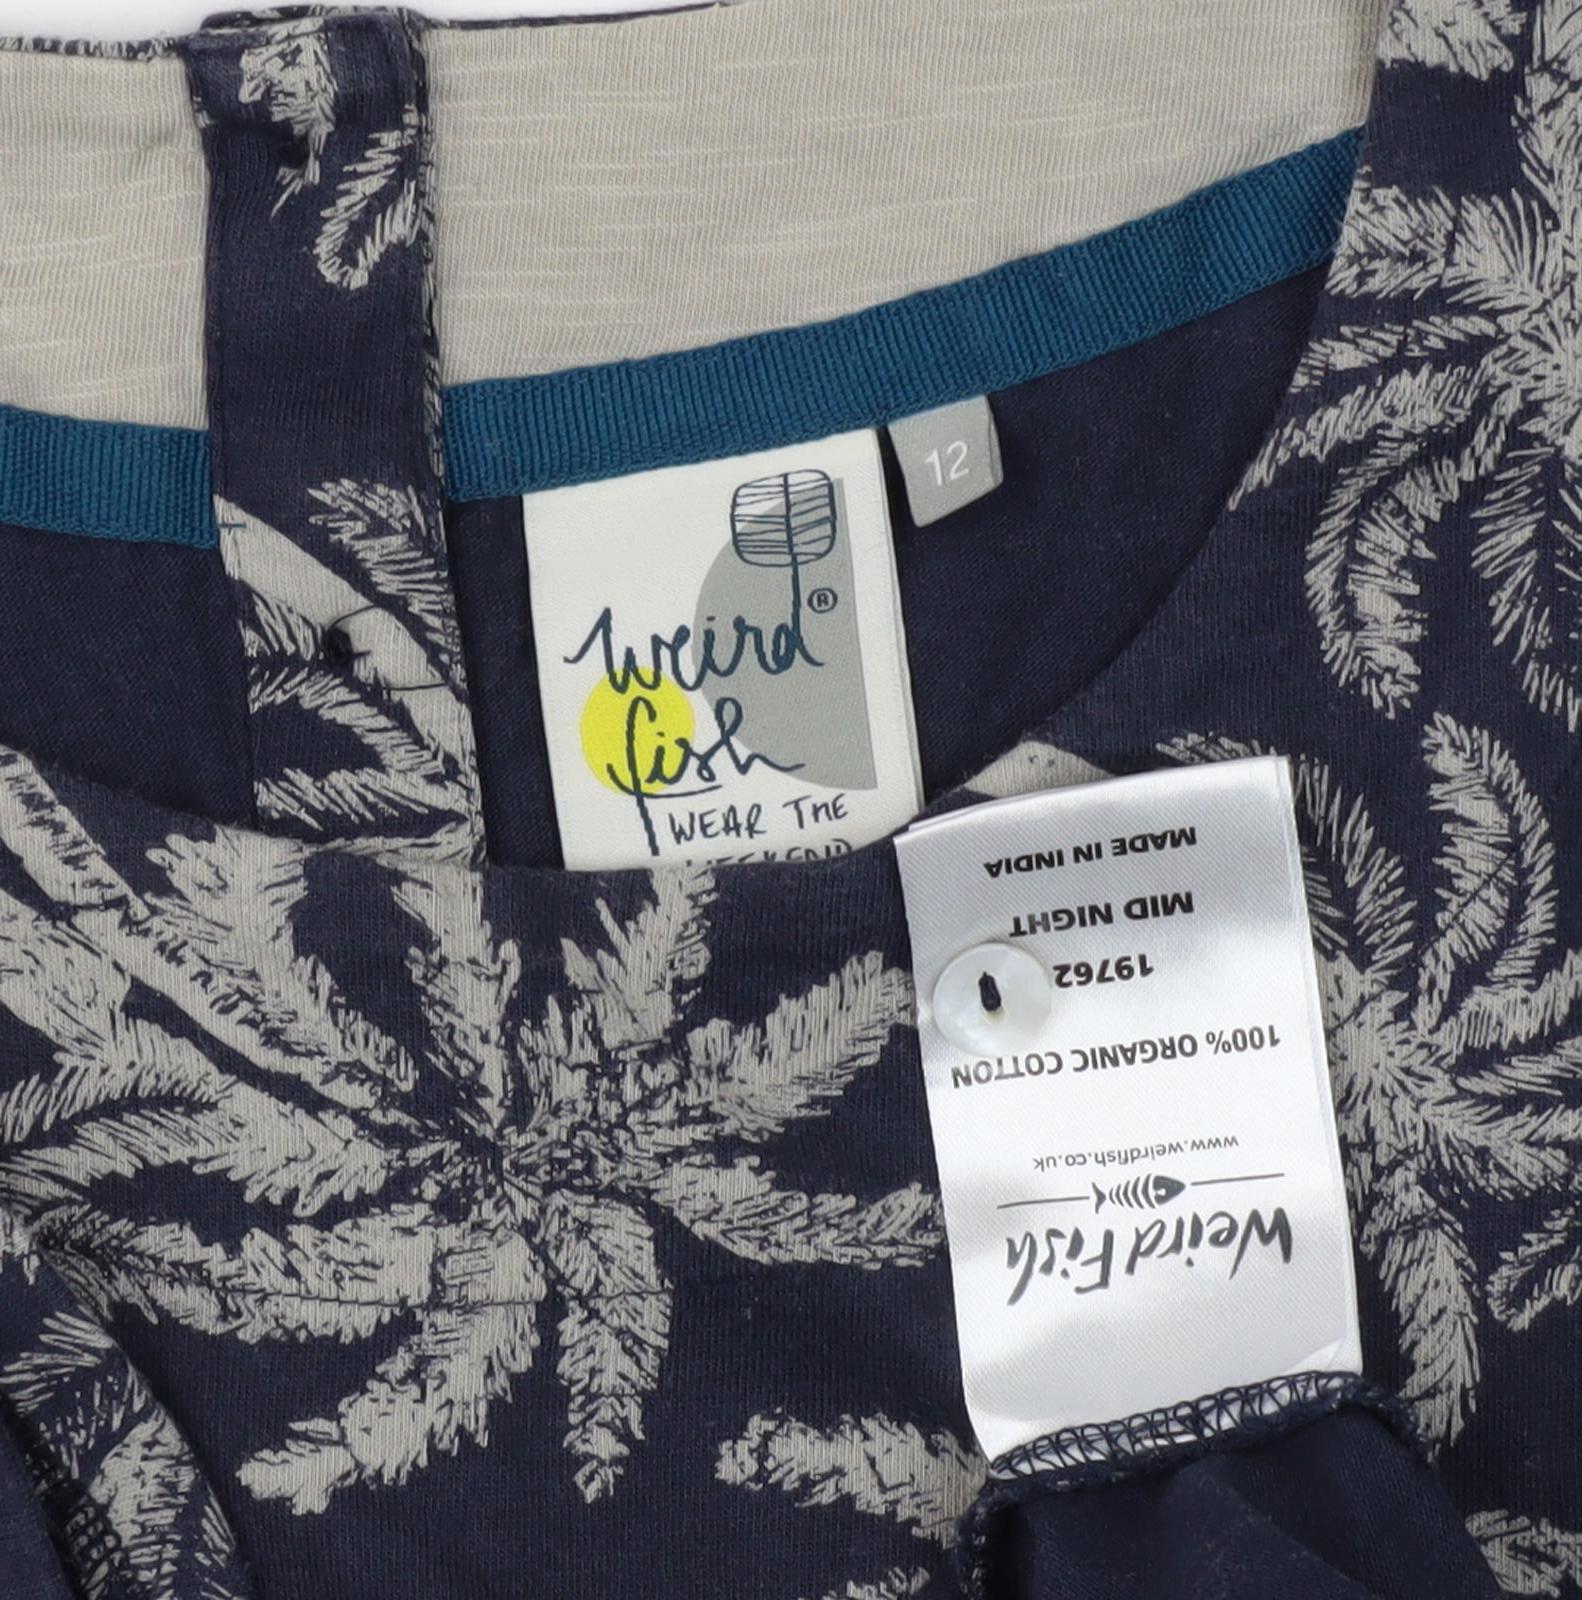 12
weird®
fish
WEAR THE
WEEKEND
Weird Fish
www.weirdfish.co.uk
100% ORGANIC COTTON
19762
MID NIGHT
MADE IN INDIA